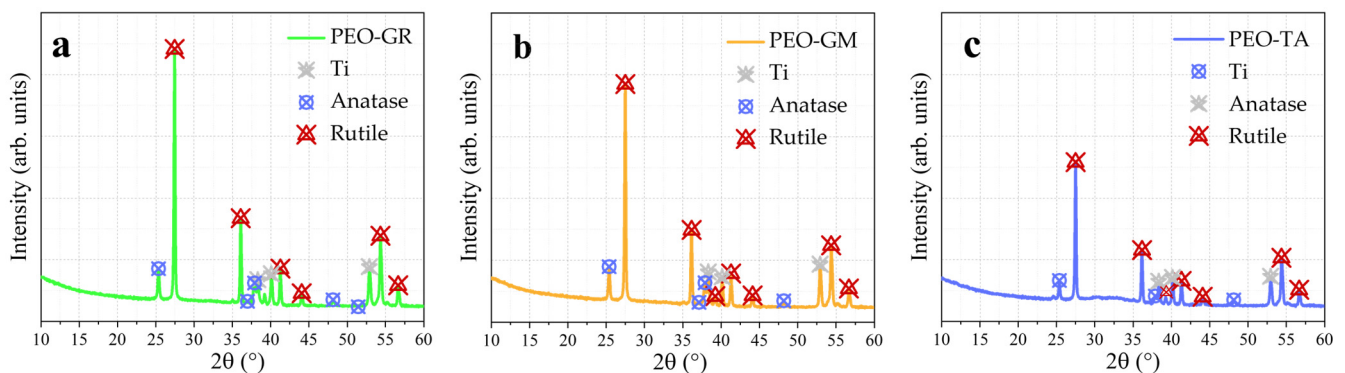 a
PEO-GR
Ti
Anatase
Rutile
Intensity (arb. units)
10 15 20 25 30 35 40 45 50 55 60
2θ (°)
b
PEO-GM
Ti
Anatase
Rutile
Intensity (arb. units)
10 15 20 25 30 35 40 45 50 55 60
2θ (°)
c
PEO-TA
Ti
Anatase
Rutile
Intensity (arb. units)
10 15 20 25 30 35 40 45 50 55 60
2θ (°)